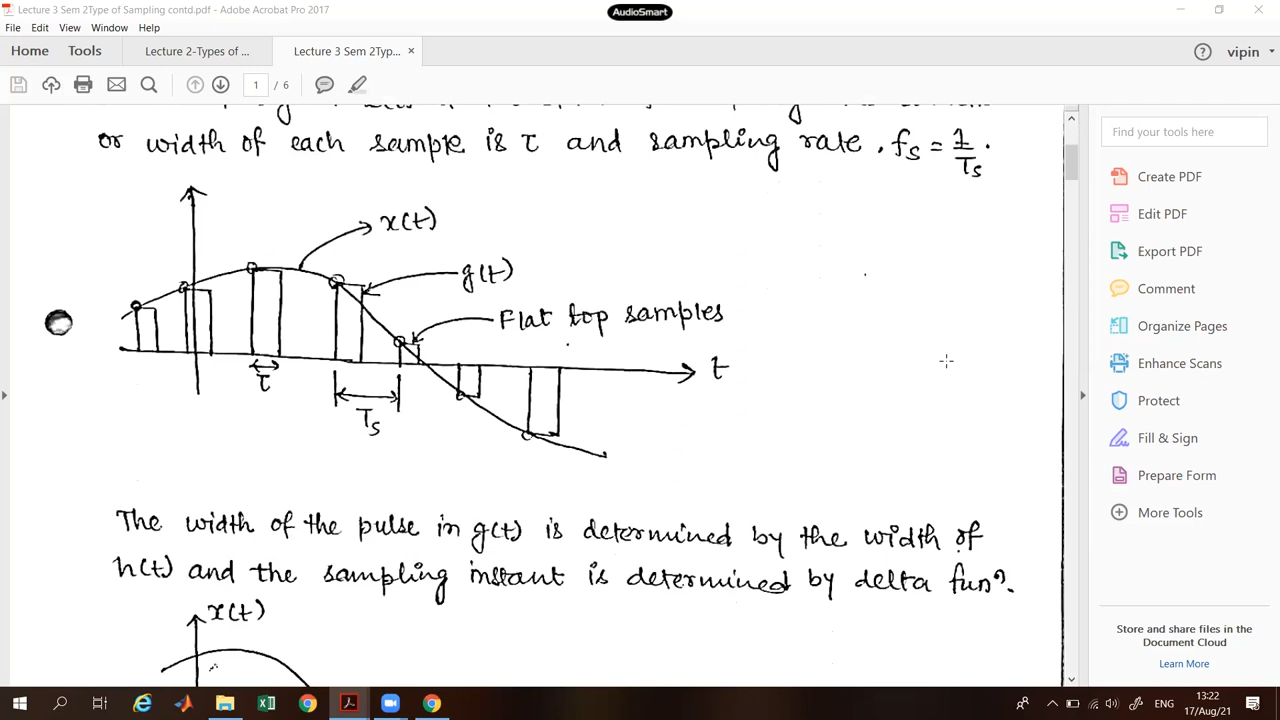 Lecture 3 Sem 2Type of Sampling contd.pdf - Adobe Acrobat Pro 2017
AudioSmart
File Edit View Window Help
Home Tools Lecture 2-Types of ... Lecture 3 Sem 2Typ... × vipin
1 / 6
or width of each sample is τ and sampling rate, fs = 1/Ts.
x(t)
g(t)
Flat top samples
t
τ
Ts
The width of the pulse in g(t) is determined by the width of
h(t) and the sampling instant is determined by delta funⁿ.
x(t)
Find your tools here
Create PDF
Edit PDF
Export PDF
Comment
Organize Pages
Enhance Scans
Protect
Fill & Sign
Prepare Form
More Tools
Store and share files in the
Document Cloud
Learn More
ENG
13:22
17/Aug/21